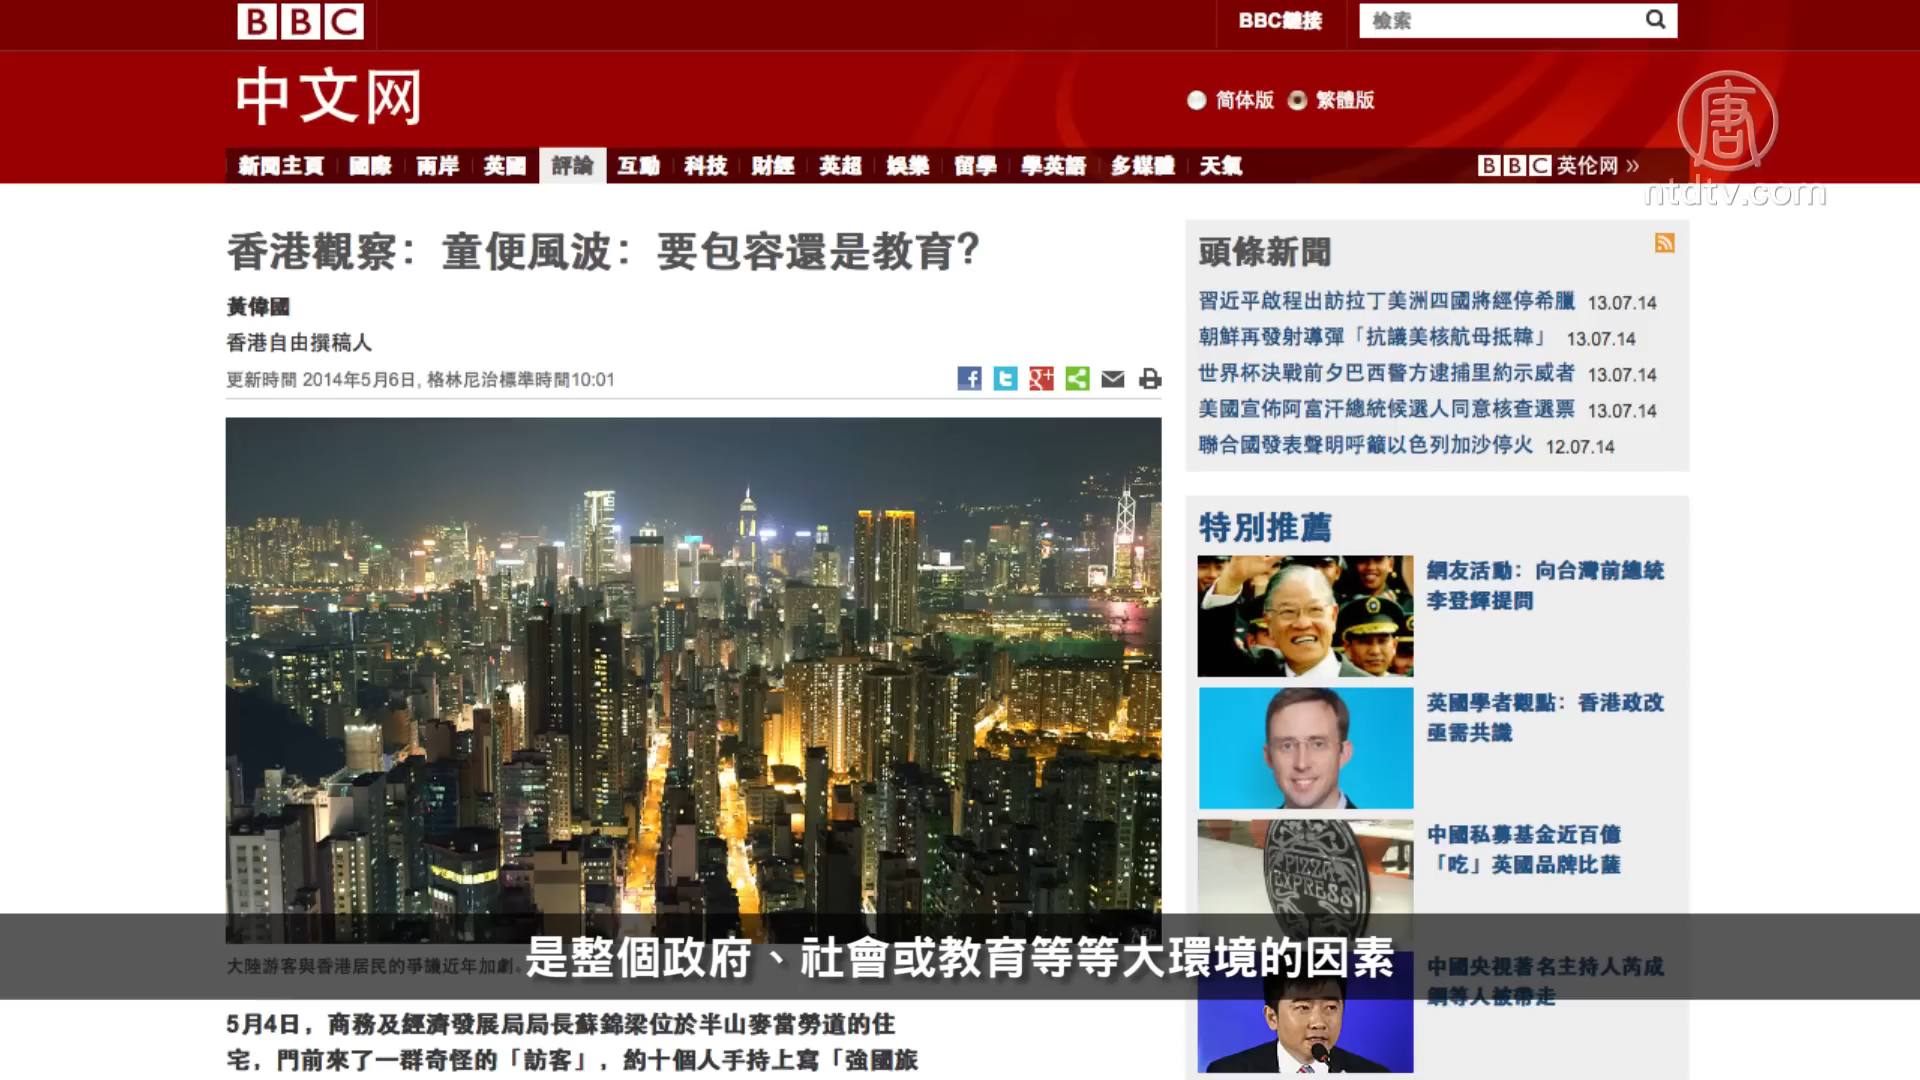 BBC
BBC鏈接
檢索
中文网
简体版
繁體版
唐
ntdtv.com
新聞主頁 國際 兩岸 英國 評論 互動 科技 財經 英超 娛樂 留學 學英語 多媒體 天氣
BBC 英伦网 »
香港觀察：童便風波：要包容還是教育？
黃偉國
香港自由撰稿人
更新時間 2014年5月6日, 格林尼治標準時間10:01
頭條新聞
習近平啟程出訪拉丁美洲四國將經停希臘 13.07.14
朝鮮再發射導彈「抗議美核航母抵韓」 13.07.14
世界杯決戰前夕巴西警方逮捕里約示威者 13.07.14
美國宣佈阿富汗總統候選人同意核查選票 13.07.14
聯合國發表聲明呼籲以色列加沙停火 12.07.14
特別推薦
網友活動：向台灣前總統
李登輝提問
英國學者觀點：香港政改
亟需共識
PIZZA
EXPRESS
中國私募基金近百億
「吃」英國品牌比薩
中國央視著名主持人芮成
鋼等人被帶走
大陸游客與香港居民的爭議近年加劇。
是整個政府、社會或教育等等大環境的因素
5月4日，商務及經濟發展局局長蘇錦梁位於半山麥當勞道的住
宅，門前來了一群奇怪的「訪客」，約十個人手持上寫「強國旅